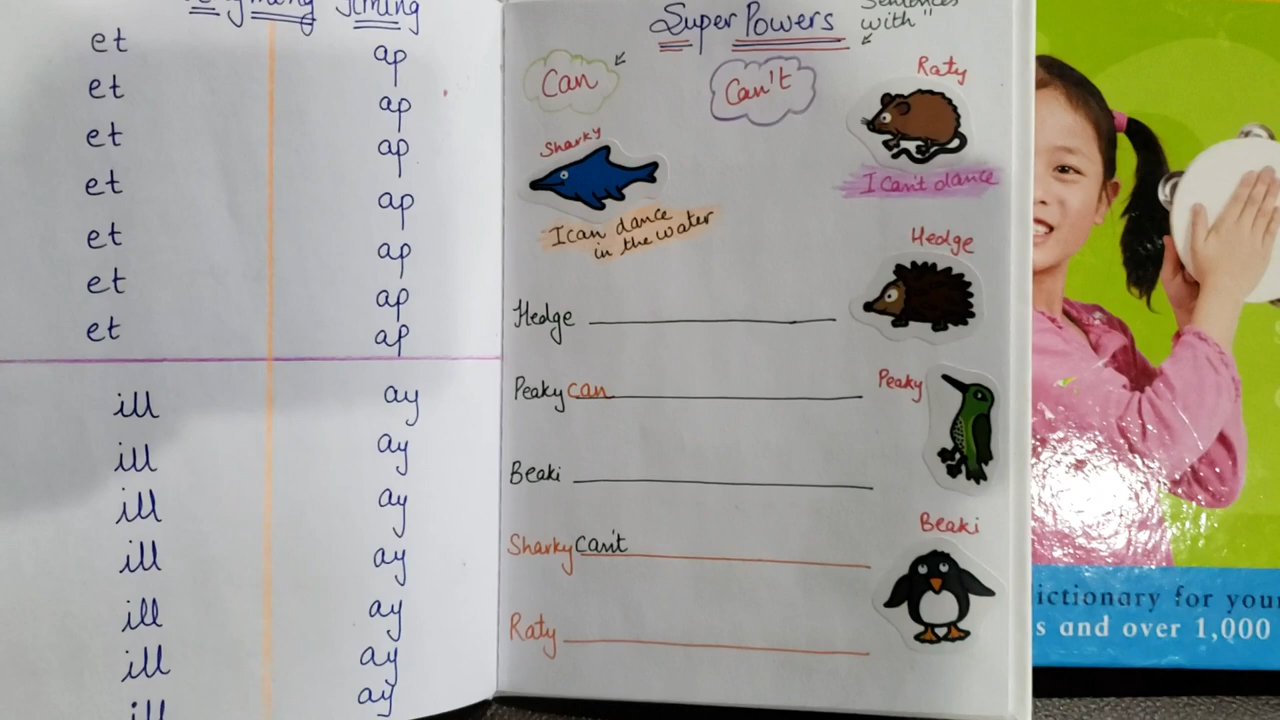 Timing
et
et
et
et
et
et
et
ap
ap
ap
ap
ap
ap
ap
ill
ill
ill
ill
ill
ill
ill
ay
ay
ay
ay
ay
ay
ay
Super Powers
Sentences
with"
Can
Can't
Raty
Sharky
I Can't dance
I can dance
in the water
Hedge
Hedge
Peaky can
Peaky
Beaki
Beaki
Sharky can't
Raty
ictionary for your
s and over 1,000